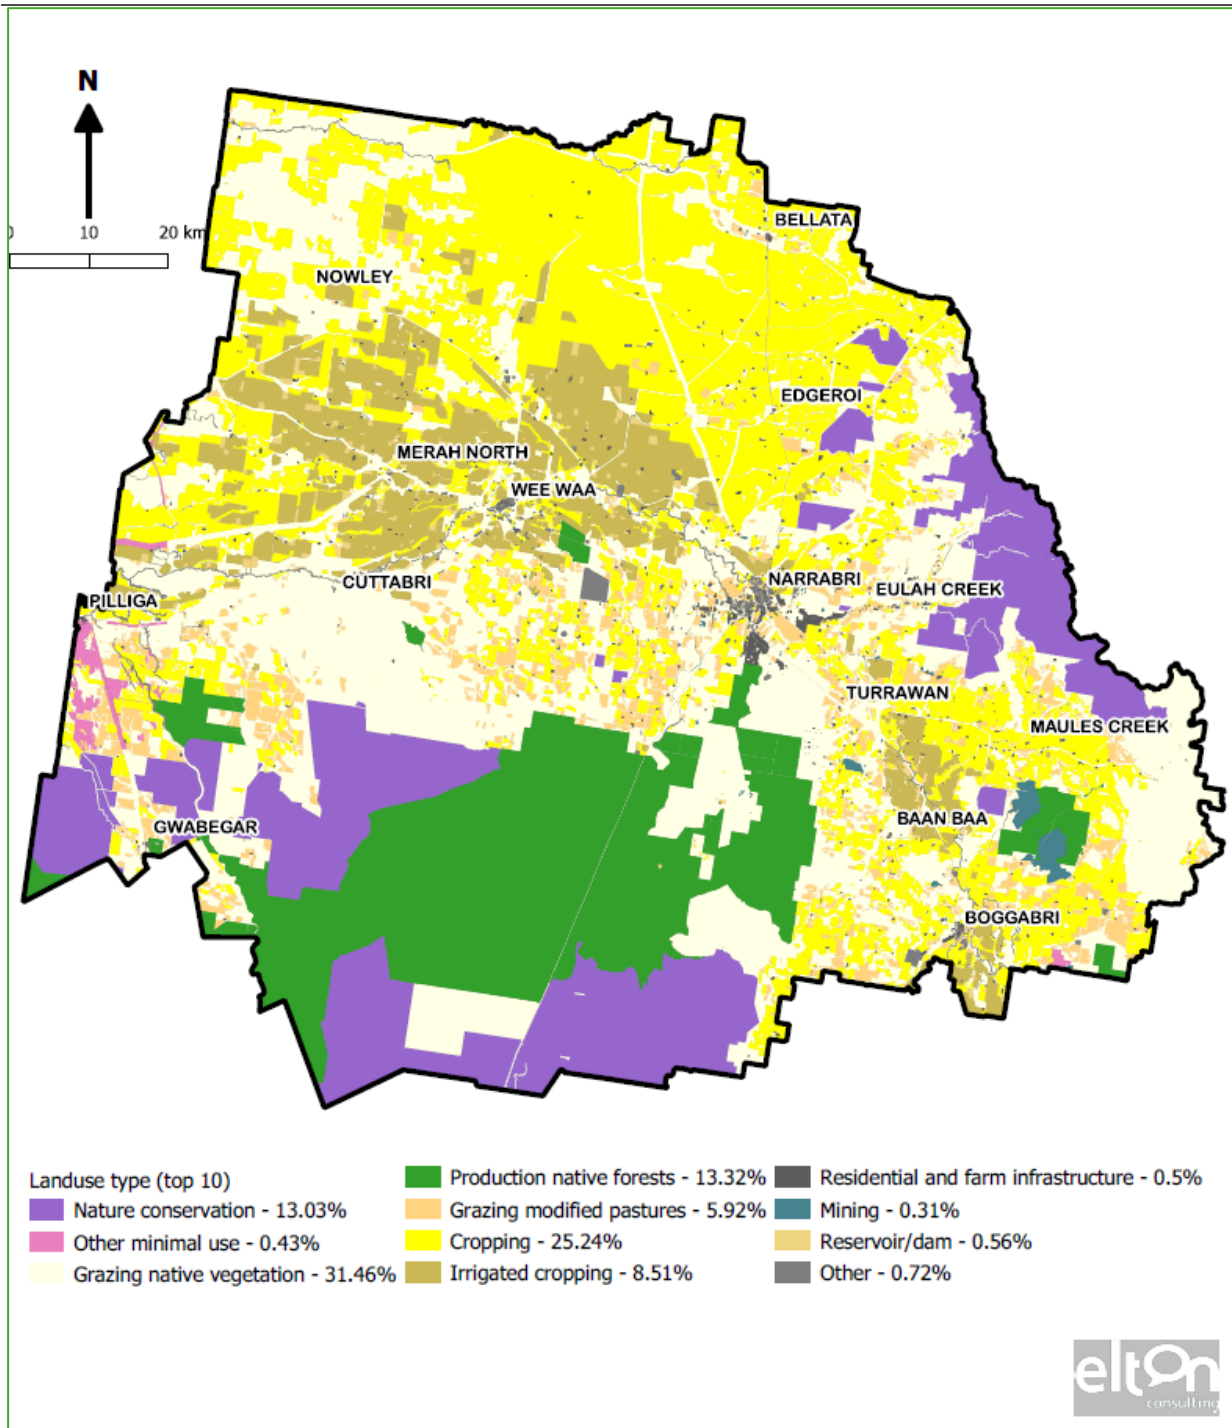 N
0 10 20 km
BELLATA
NOWLEY
EDGEROI
MERAH NORTH
WEE WAA
CUTTABRI
NARRABRI
EULAH CREEK
PILLIGA
TURRAWAN
MAULES CREEK
BAAN BAA
GWABEGAR
BOGGABRI
Landuse type (top 10)
Nature conservation - 13.03%
Other minimal use - 0.43%
Grazing native vegetation - 31.46%
Production native forests - 13.32%
Grazing modified pastures - 5.92%
Cropping - 25.24%
Irrigated cropping - 8.51%
Residential and farm infrastructure - 0.5%
Mining - 0.31%
Reservoir/dam - 0.56%
Other - 0.72%
elton
consulting